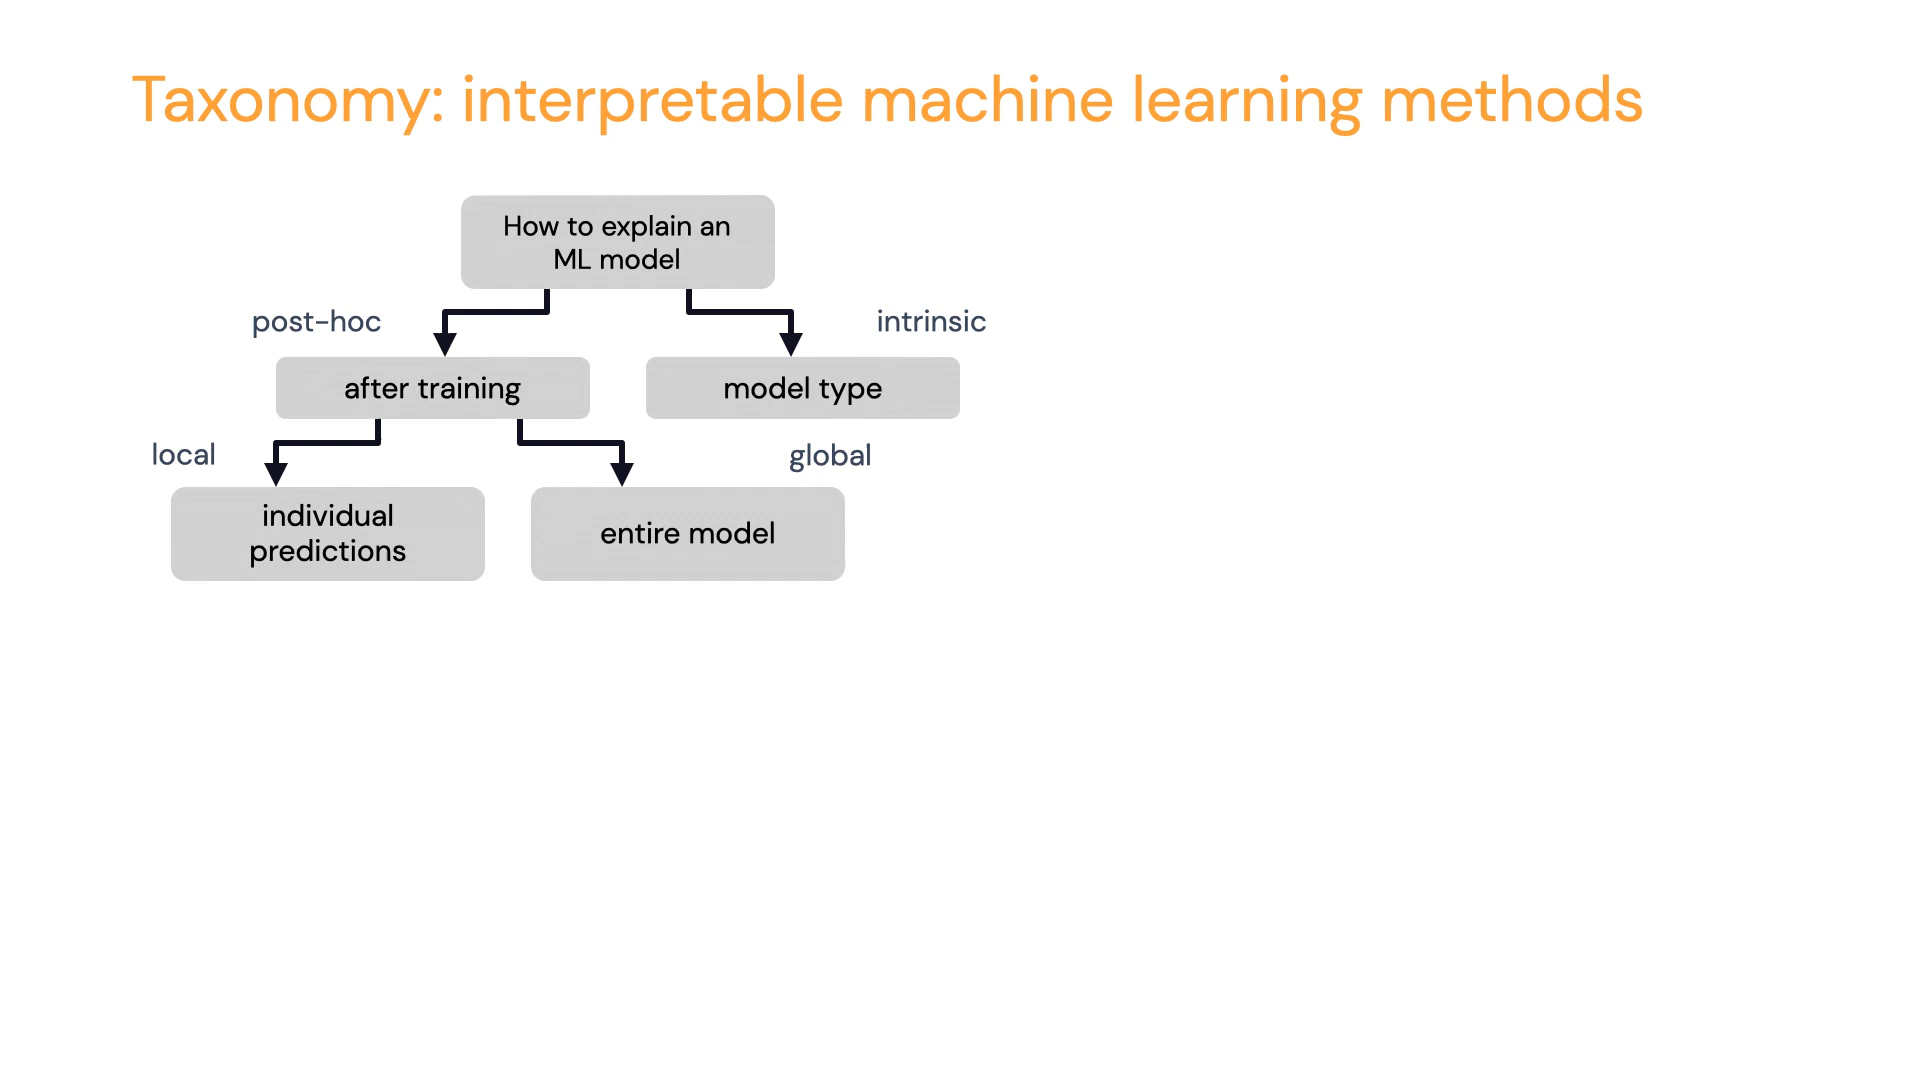 Taxonomy: interpretable machine learning methods
How to explain an
ML model
post-hoc
intrinsic
after training
model type
local
global
individual
predictions
entire model